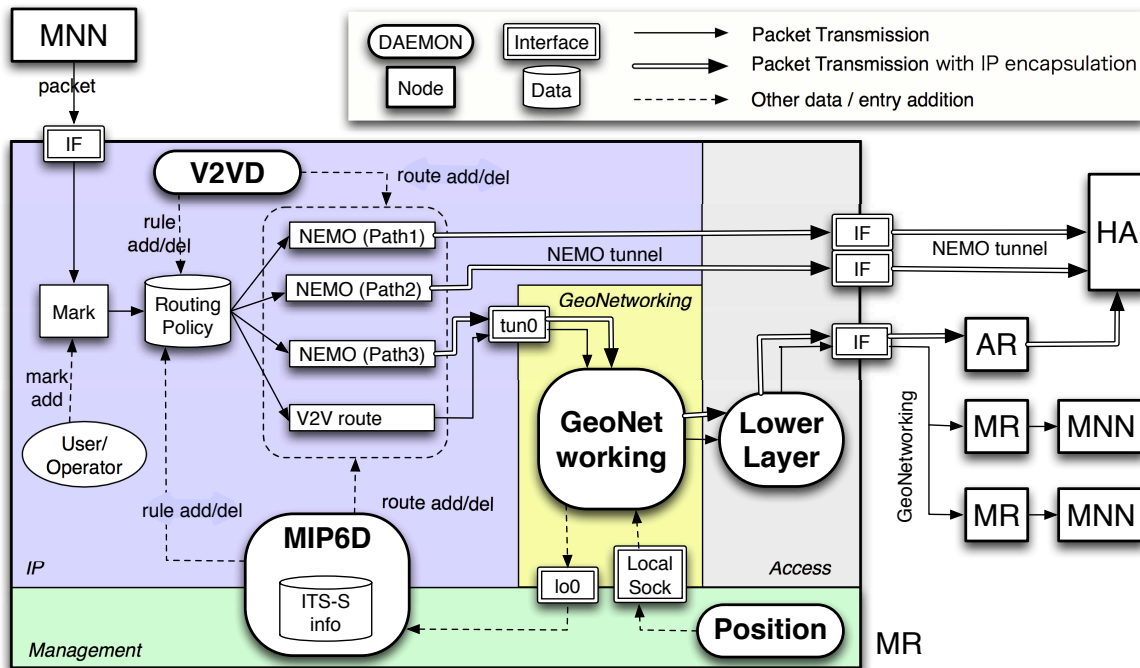 MNN
packet
IF
DAEMON
Interface
Node
Data
Packet Transmission
Packet Transmission with IP encapsulation
Other data / entry addition
V2VD
route add/del
rule
add/del
Mark
Routing
Policy
NEMO (Path1)
NEMO (Path2)
NEMO (Path3)
V2V route
mark
add
User/
Operator
rule add/del
route add/del
MIP6D
ITS-S
info
IP
Management
GeoNetworking
tun0
GeoNet
working
lo0
Local
Sock
Position
Lower
Layer
Access
NEMO tunnel
IF
IF
IF
NEMO tunnel
HA
AR
GeoNetworking
MR
MNN
MR
MNN
MR